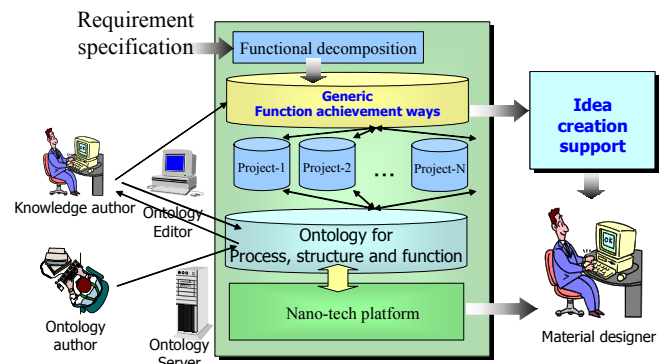 Requirement
specification
Functional decomposition
Generic
Function achievement ways
Idea
creation
support
Project-1
Project-2
...
Project-N
Knowledge author
Ontology
Editor
Ontology for
Process, structure and function
OK
Nano-tech platform
Ontology
author
Ontology
Server
Material designer